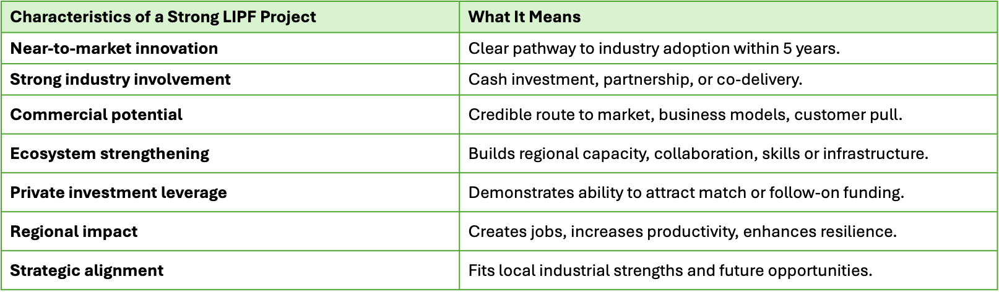 Characteristics of a Strong LIPF Project
What It Means
Near-to-market innovation
Clear pathway to industry adoption within 5 years.
Strong industry involvement
Cash investment, partnership, or co-delivery.
Commercial potential
Credible route to market, business models, customer pull.
Ecosystem strengthening
Builds regional capacity, collaboration, skills or infrastructure.
Private investment leverage
Demonstrates ability to attract match or follow-on funding.
Regional impact
Creates jobs, increases productivity, enhances resilience.
Strategic alignment
Fits local industrial strengths and future opportunities.